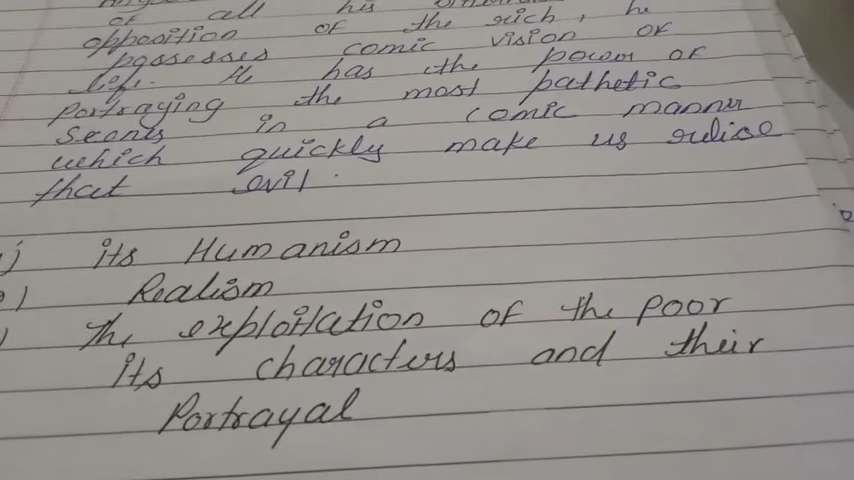 of all his
opposition of the rich, he
possesses comic vision of
life. He has the power of
portraying the most pathetic
seans in a comic manner
which quickly make us relise
that evil.
) its Humanism
) Realism
) The exploitation of the poor
its characters and their
Portrayal